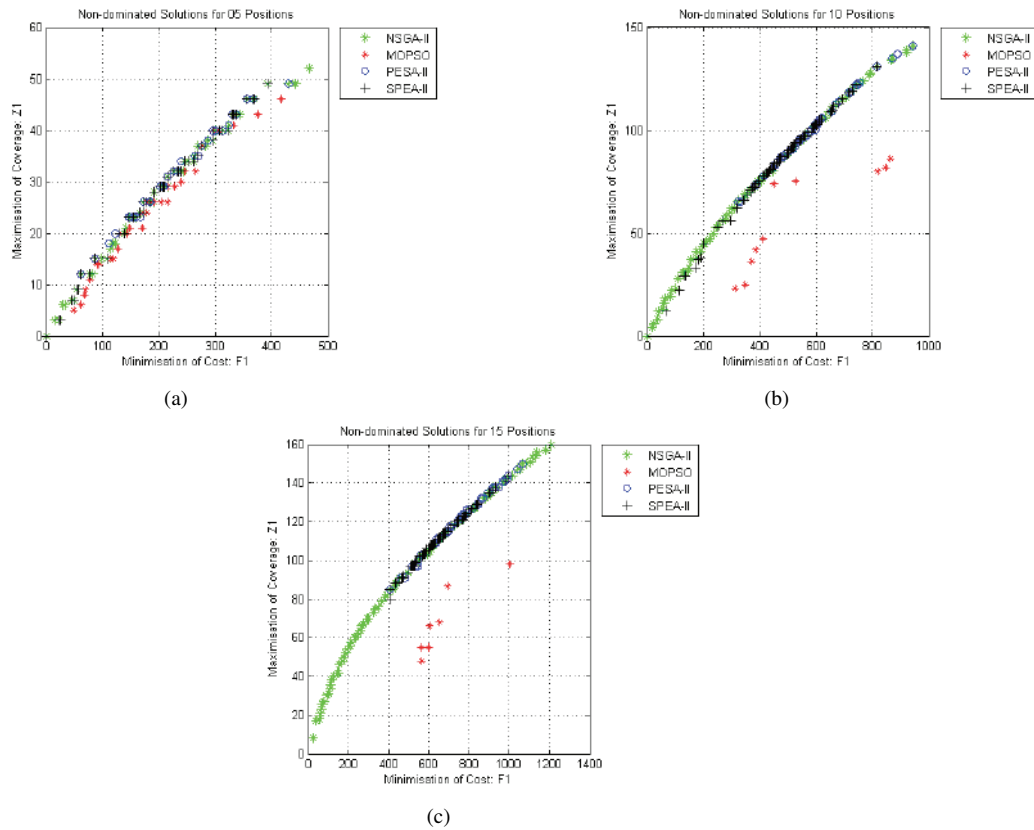 Non-dominated Solutions for 05 Positions
60
50
40
30
20
10
0
Maximisation of Coverage: Z1
0 100 200 300 400 500
Minimisation of Cost: F1
NSGA-II
MOPSO
PESA-II
SPEA-II
(a)
Non-dominated Solutions for 10 Positions
150
100
50
0
Maximisation of Coverage: Z1
0 200 400 600 800 1000
Minimisation of Cost: F1
NSGA-II
MOPSO
PESA-II
SPEA-II
(b)
Non-dominated Solutions for 15 Positions
160
140
120
100
80
60
40
20
0
Maximisation of Coverage: Z1
0 200 400 600 800 1000 1200 1400
Minimisation of Cost: F1
NSGA-II
MOPSO
PESA-II
SPEA-II
(c)